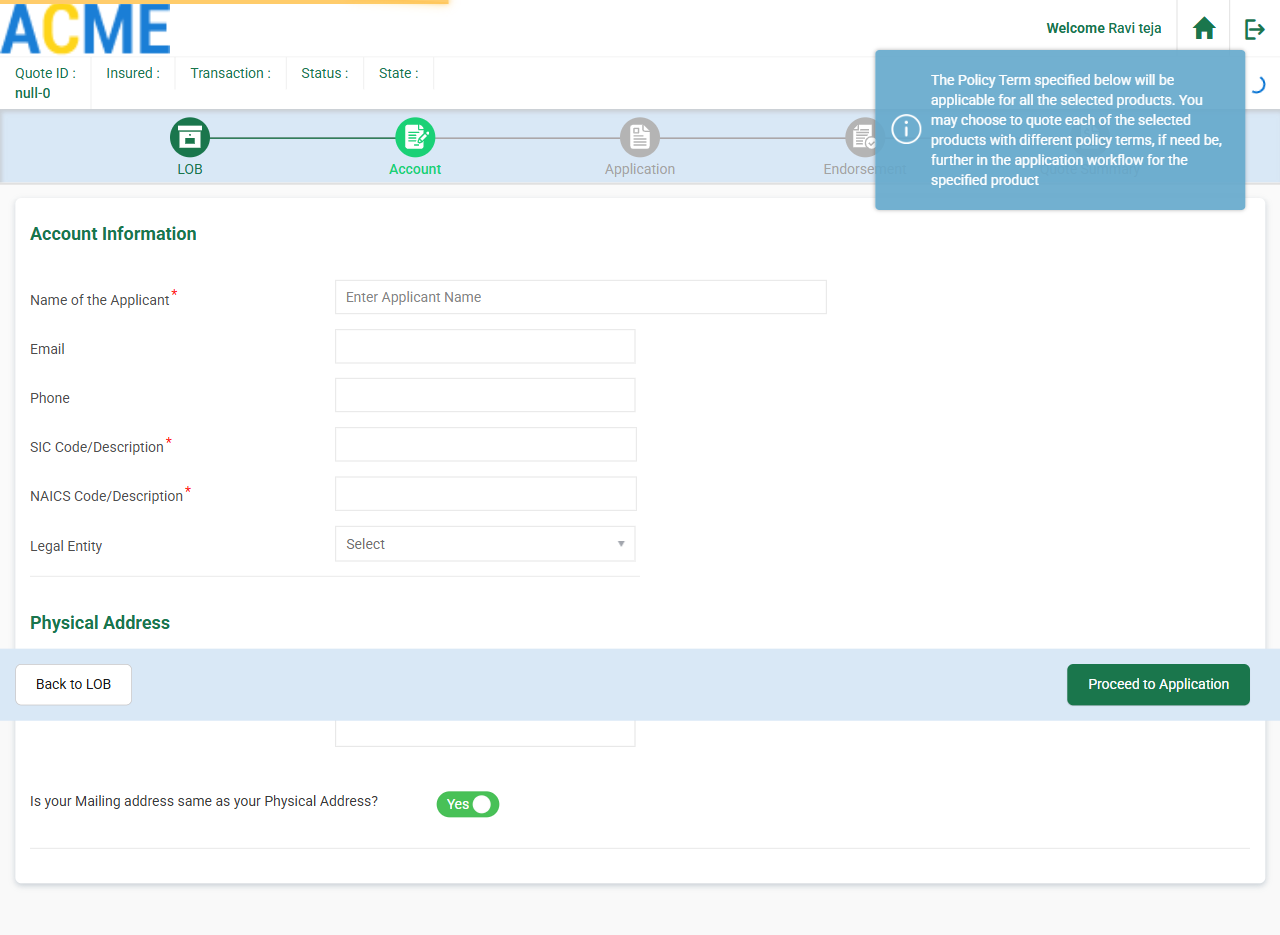 ACME
Welcome Ravi teja
Quote ID :
null-0
Insured :
Transaction :
Status :
State :
The Policy Term specified below will be
applicable for all the selected products. You
may choose to quote each of the selected
products with different policy terms, if need be,
further in the application workflow for the
specified product
LOB
Account
Application
Endorsement
Quote Summary
Account Information
Name of the Applicant*
Enter Applicant Name
Email
Phone
SIC Code/Description*
NAICS Code/Description*
Legal Entity
Select
Physical Address
Back to LOB
Proceed to Application
Is your Mailing address same as your Physical Address?
Yes